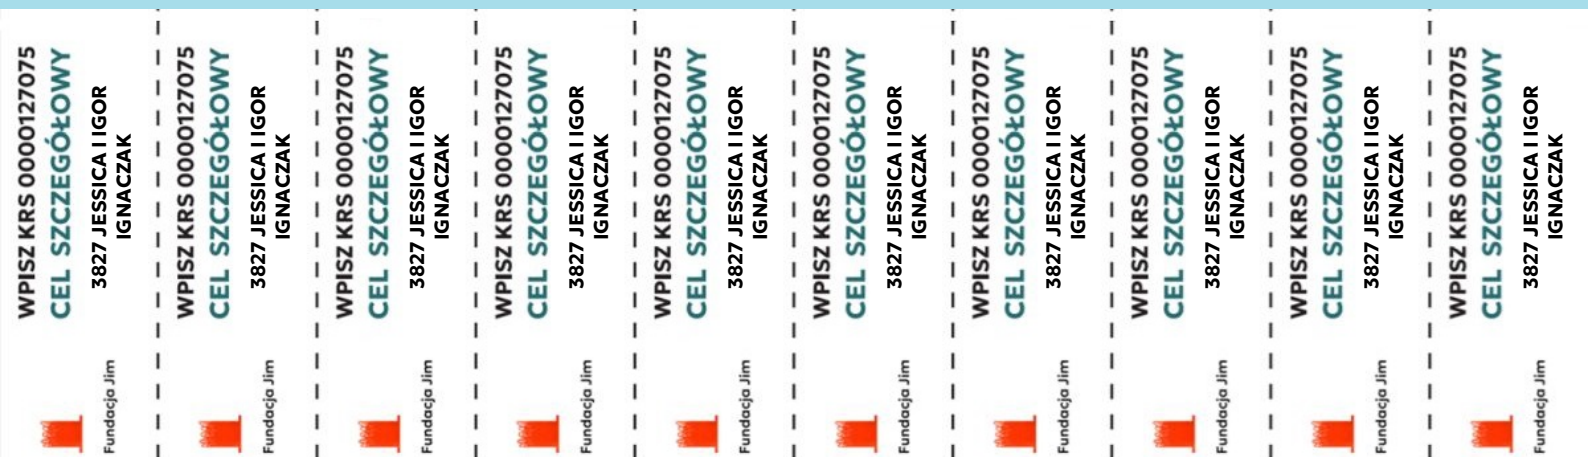 WPISZ KRS 0000127075
CEL SZCZEGÓŁOWY
3827 JESSICA I IGOR
IGNACZAK
Fundacja Jim
WPISZ KRS 0000127075
CEL SZCZEGÓŁOWY
3827 JESSICA I IGOR
IGNACZAK
Fundacja Jim
WPISZ KRS 0000127075
CEL SZCZEGÓŁOWY
3827 JESSICA I IGOR
IGNACZAK
Fundacja Jim
WPISZ KRS 0000127075
CEL SZCZEGÓŁOWY
3827 JESSICA I IGOR
IGNACZAK
Fundacja Jim
WPISZ KRS 0000127075
CEL SZCZEGÓŁOWY
3827 JESSICA I IGOR
IGNACZAK
Fundacja Jim
WPISZ KRS 0000127075
CEL SZCZEGÓŁOWY
3827 JESSICA I IGOR
IGNACZAK
Fundacja Jim
WPISZ KRS 0000127075
CEL SZCZEGÓŁOWY
3827 JESSICA I IGOR
IGNACZAK
Fundacja Jim
WPISZ KRS 0000127075
CEL SZCZEGÓŁOWY
3827 JESSICA I IGOR
IGNACZAK
Fundacja Jim
WPISZ KRS 0000127075
CEL SZCZEGÓŁOWY
3827 JESSICA I IGOR
IGNACZAK
Fundacja Jim
WPISZ KRS 0000127075
CEL SZCZEGÓŁOWY
3827 JESSICA I IGOR
IGNACZAK
Fundacja Jim